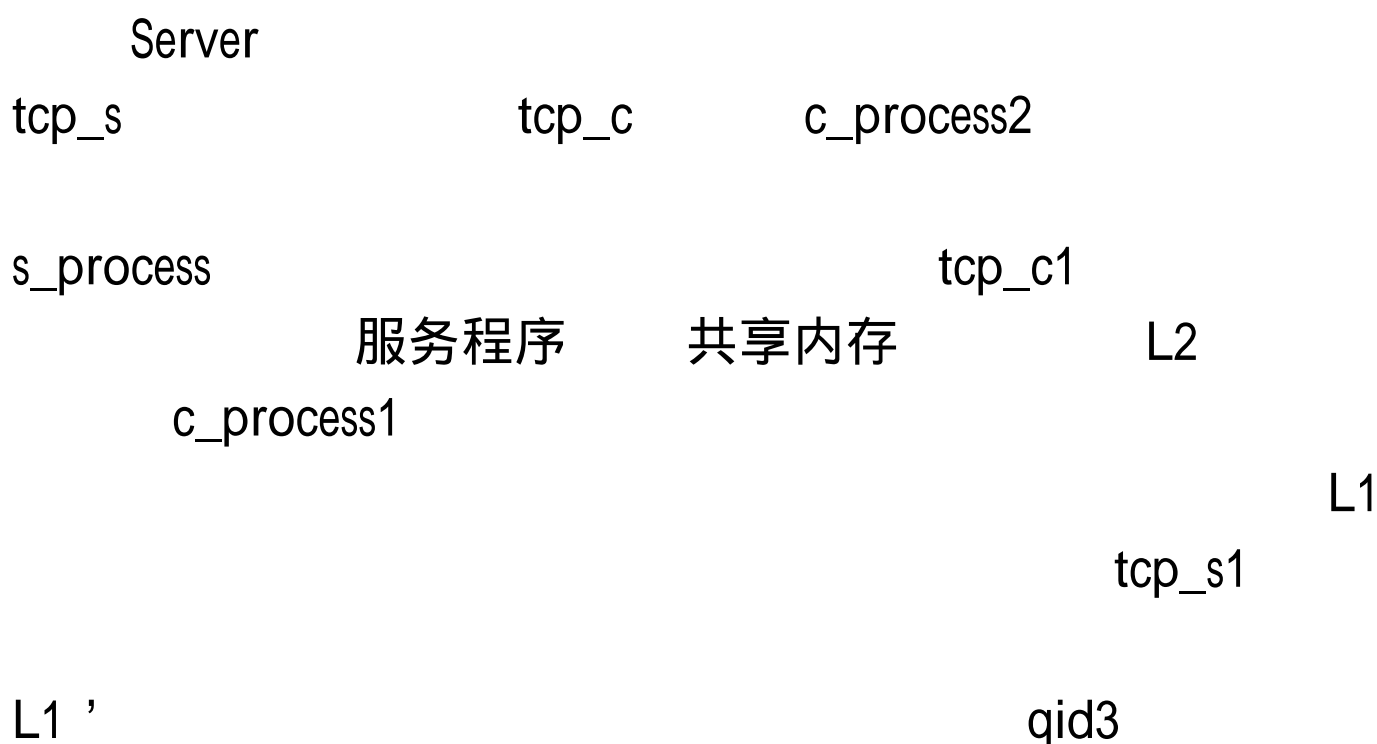 Server
tcp_s tcp_c c_process2
s_process tcp_c1
服务程序 共享内存 L2
c_process1
L1
tcp_s1
L1 ’ qid3